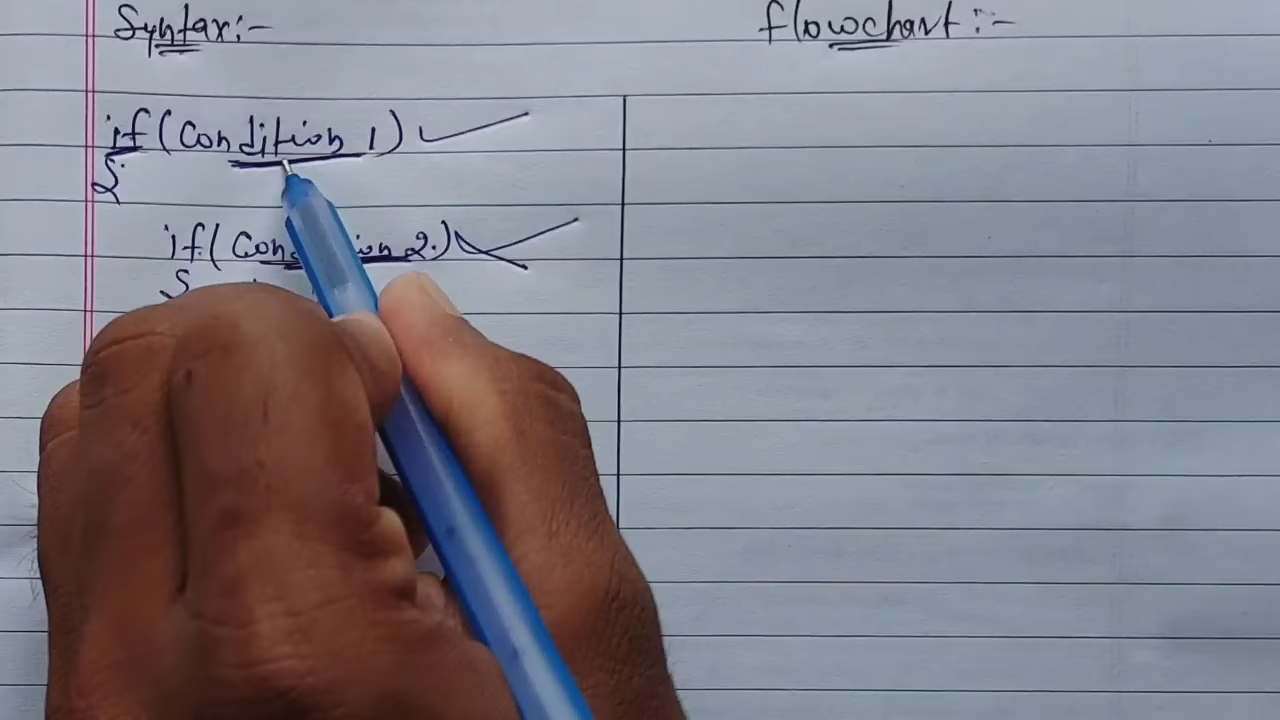 Syntax:-
flowchart:-
if (Condition 1)
{
if (Condition 2)
{